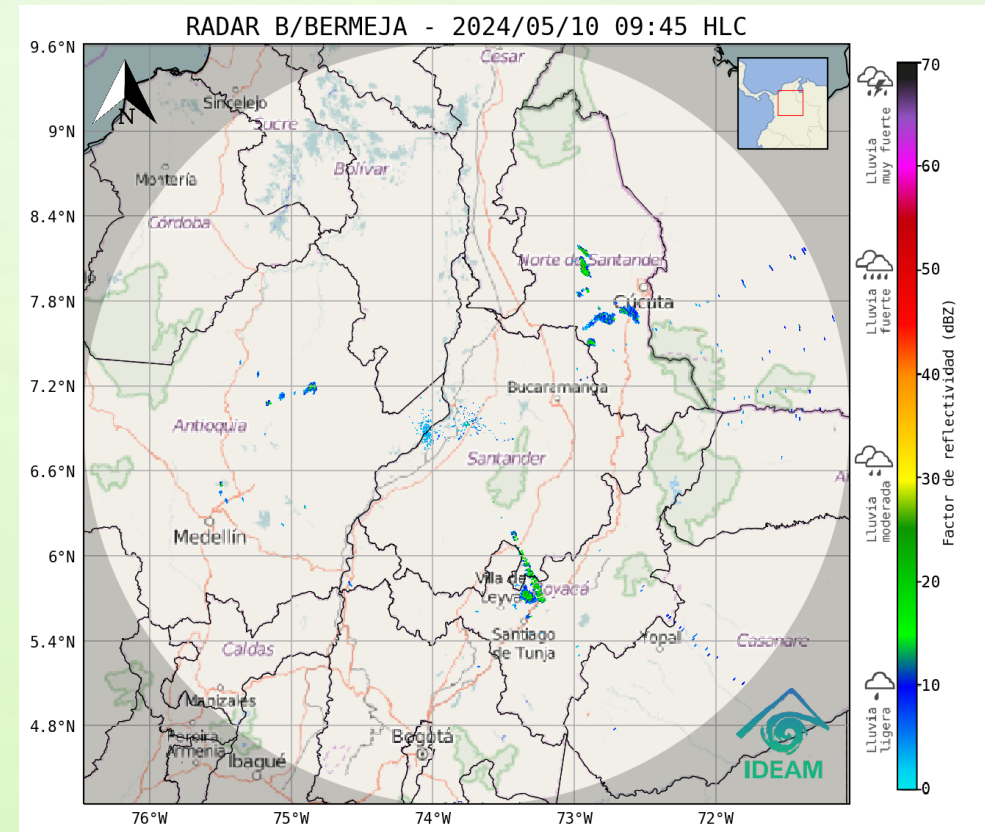 RADAR B/BERMEJA - 2024/05/10 09:45 HLC
9.6°N
9°N
8.4°N
7.8°N
7.2°N
6.6°N
6°N
5.4°N
4.8°N
76°W
75°W
74°W
73°W
72°W
N
Cesar
Sincelejo
Sucre
Bolívar
Montería
Córdoba
Norte de Santander
Cúcuta
Bucaramanga
Antioquia
Santander
Medellín
Villa de
Leyva
Boyacá
Santiago
de Tunja
Yopal
Casanare
Caldas
Manizales
Pereira
Armenia
Ibagué
Bogotá
IDEAM
70
60
50
40
30
20
10
0
Factor de reflectividad (dBZ)
Lluvia
muy fuerte
Lluvia
fuerte
Lluvia
moderada
Lluvia
ligera